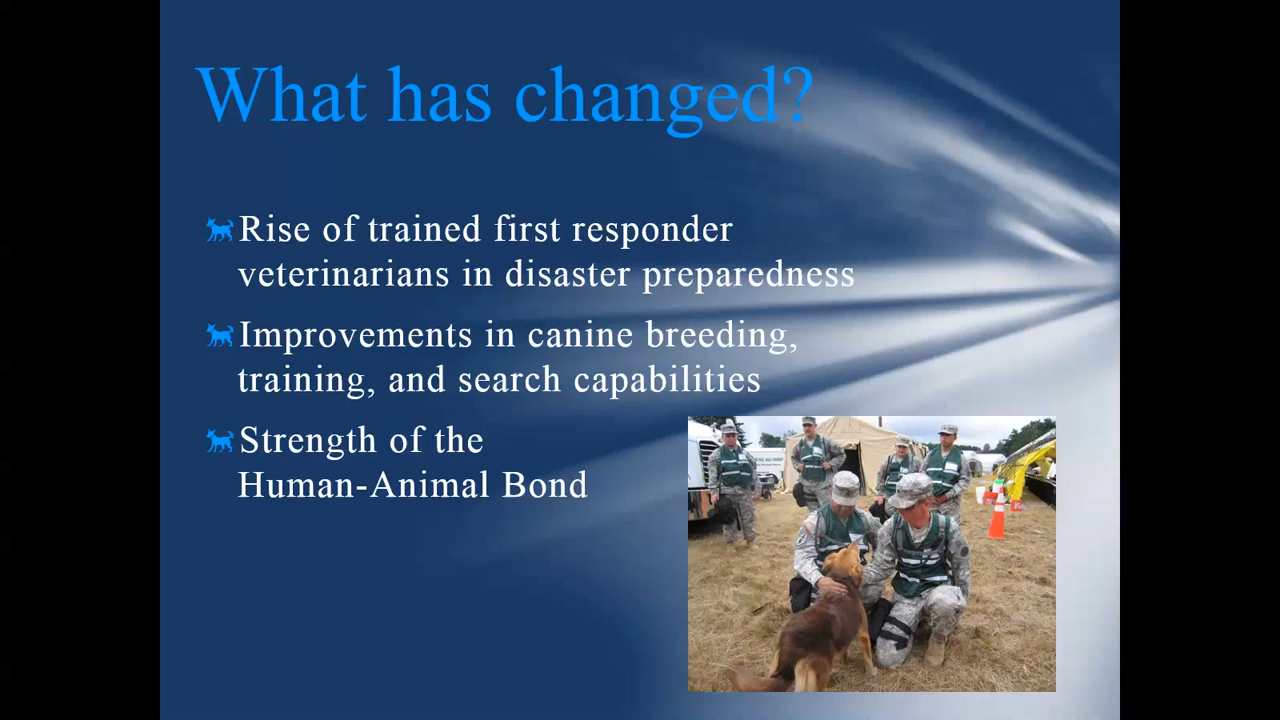 What has changed?
Rise of trained first responder
veterinarians in disaster preparedness
Improvements in canine breeding,
training, and search capabilities
Strength of the
Human-Animal Bond